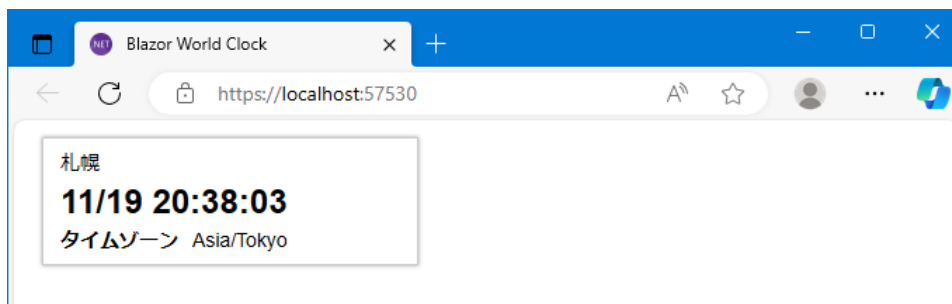 NET Blazor World Clock
https://localhost:57530
札幌
11/19 20:38:03
タイムゾーン Asia/Tokyo